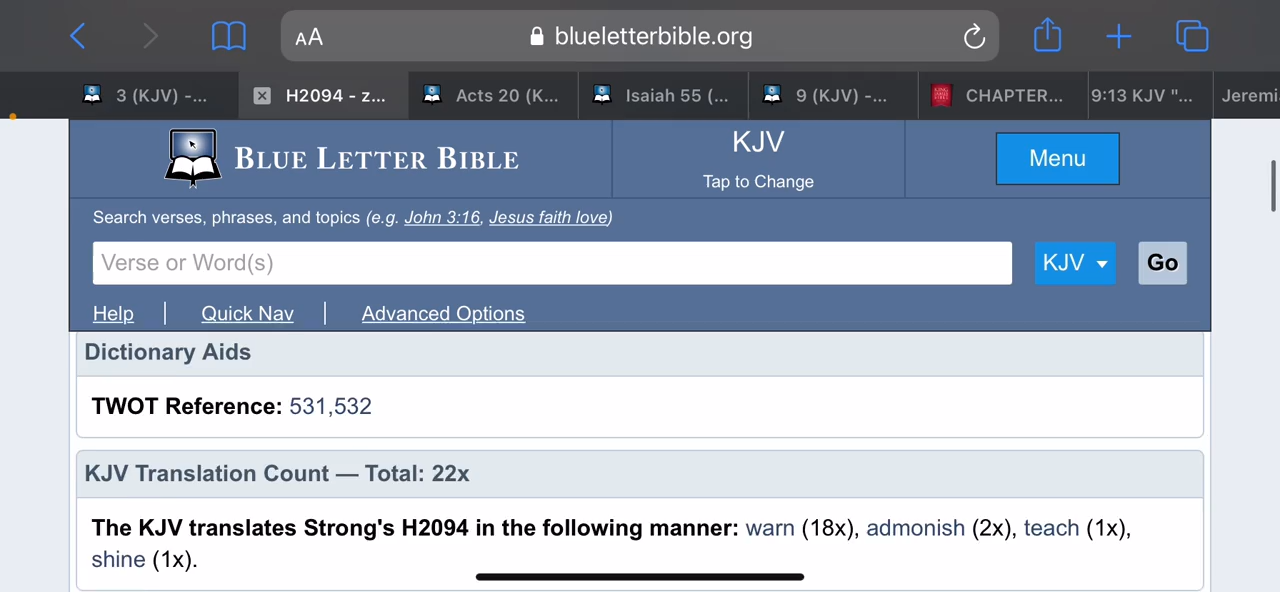 AA
blueletterbible.org
3 (KJV) -...
H2094 - z...
Acts 20 (K...
Isaiah 55 (...
9 (KJV) -...
CHAPTER...
9:13 KJV "...
Jeremi
BLUE LETTER BIBLE
KJV
Tap to Change
Menu
Search verses, phrases, and topics (e.g. John 3:16, Jesus faith love)
Verse or Word(s)
KJV
Go
Help
Quick Nav
Advanced Options
Dictionary Aids
TWOT Reference: 531,532
KJV Translation Count — Total: 22x
The KJV translates Strong's H2094 in the following manner: warn (18x), admonish (2x), teach (1x),
shine (1x).